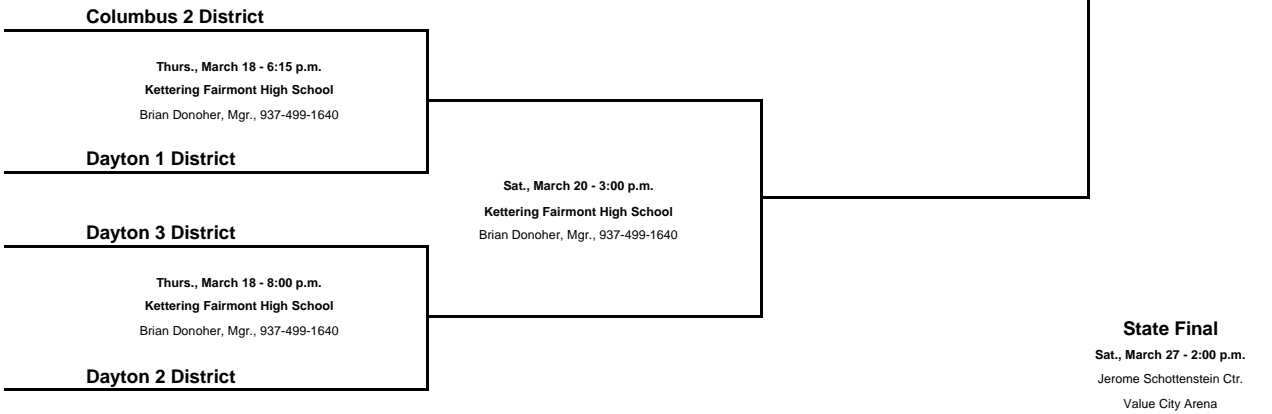 Columbus 2 District
Thurs., March 18 - 6:15 p.m.
Kettering Fairmont High School
Brian Donoher, Mgr., 937-499-1640
Dayton 1 District
Sat., March 20 - 3:00 p.m.
Kettering Fairmont High School
Brian Donoher, Mgr., 937-499-1640
Dayton 3 District
Thurs., March 18 - 8:00 p.m.
Kettering Fairmont High School
Brian Donoher, Mgr., 937-499-1640
Dayton 2 District
State Final
Sat., March 27 - 2:00 p.m.
Jerome Schottenstein Ctr.
Value City Arena